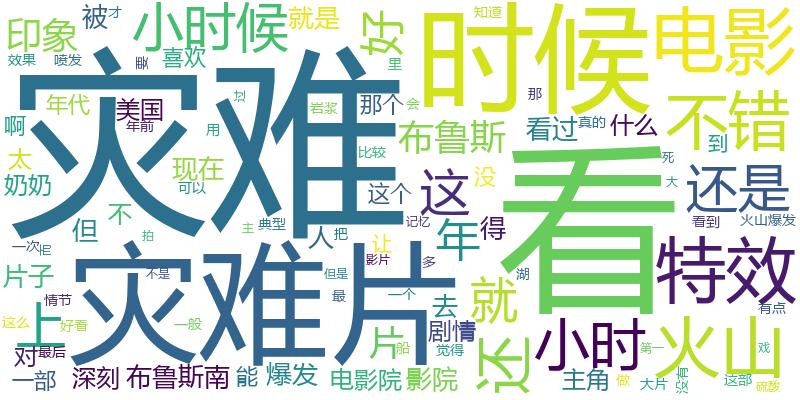 印象
被
才
小时候
就是
好
知道
时候
电影
效果
喷发
喜欢
里
灾难
年代
美国
年前
过
用
岩浆
那个
会
那
不错
啊
布鲁斯
看过
真的
什么
到
太
现在
比较
奶奶
可以
这个
这
没
看
死
大
还是
但
不
主
典型
人
把
记忆
年
得
看到
火山爆发
一次
拍
让
特效
片子
不是
灾难片
但是
影片
多
湖
有点
情节
最
一个
去
就
这么
好看
上
一般
船
片
剧情
还
小时
第一
火山
戏
对
最后
觉得
一部
深刻
布鲁斯南
能
爆发
电影院
影院
主角
做
大片
没有
这部
硫酸